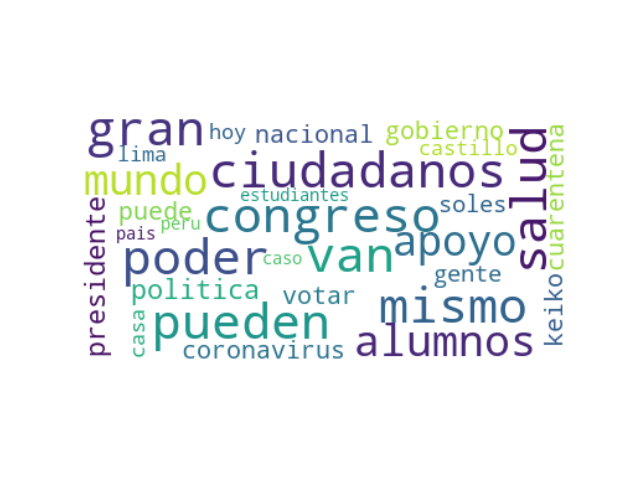 gran hoy nacional gobierno
lima castillo
mundo ciudadanos salud cuarentena
estudiantes
puede congreso soles
pais peru
presidente poder caso van apoyo
gente
politica votar mismo keiko
casa pueden
coronavirus alumnos